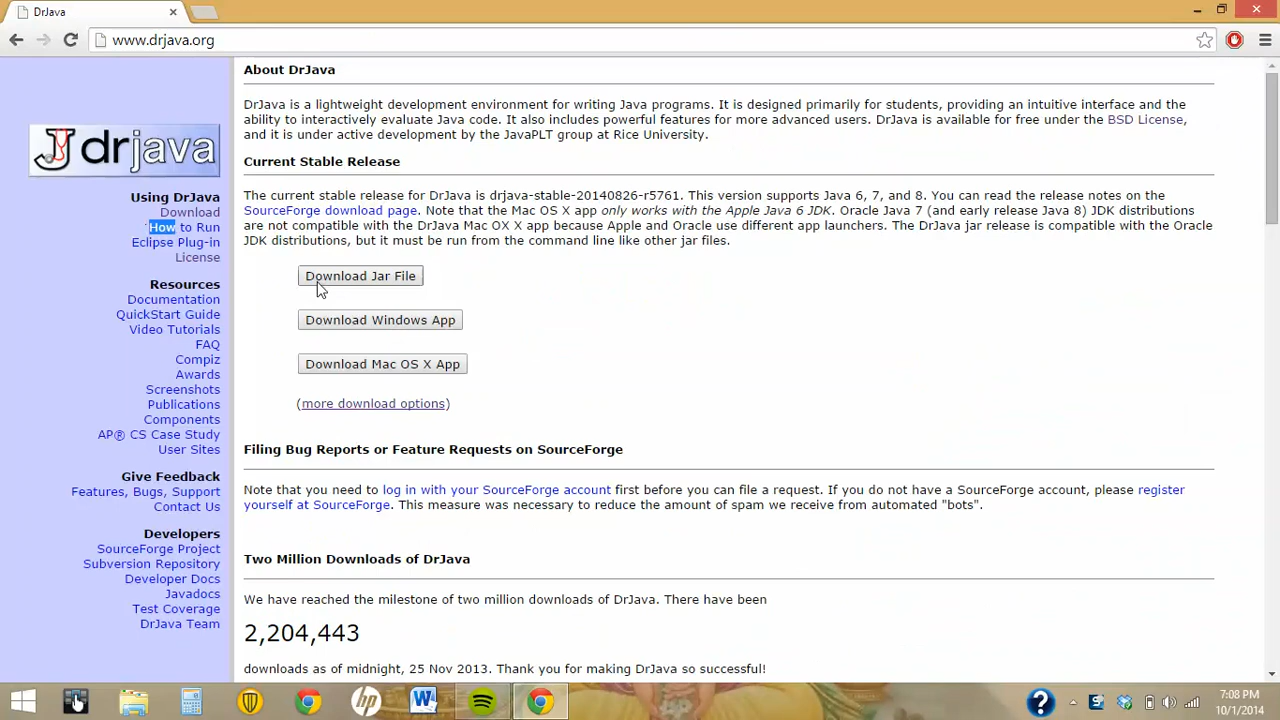 DrJava
www.drjava.org
drjava
Using DrJava
Download
How to Run
Eclipse Plug-in
License
Resources
Documentation
QuickStart Guide
Video Tutorials
FAQ
Compiz
Awards
Screenshots
Publications
Components
AP® CS Case Study
User Sites
Give Feedback
Features, Bugs, Support
Contact Us
Developers
SourceForge Project
Subversion Repository
Developer Docs
Javadocs
Test Coverage
DrJava Team
About DrJava
DrJava is a lightweight development environment for writing Java programs. It is designed primarily for students, providing an intuitive interface and the
ability to interactively evaluate Java code. It also includes powerful features for more advanced users. DrJava is available for free under the BSD License,
and it is under active development by the JavaPLT group at Rice University.
Current Stable Release
The current stable release for DrJava is drjava-stable-20140826-r5761. This version supports Java 6, 7, and 8. You can read the release notes on the
SourceForge download page. Note that the Mac OS X app only works with the Apple Java 6 JDK. Oracle Java 7 (and early release Java 8) JDK distributions
are not compatible with the DrJava Mac OX X app because Apple and Oracle use different app launchers. The DrJava jar release is compatible with the Oracle
JDK distributions, but it must be run from the command line like other jar files.
Download Jar File
Download Windows App
Download Mac OS X App
(more download options)
Filing Bug Reports or Feature Requests on SourceForge
Note that you need to log in with your SourceForge account first before you can file a request. If you do not have a SourceForge account, please register
yourself at SourceForge. This measure was necessary to reduce the amount of spam we receive from automated "bots".
Two Million Downloads of DrJava
We have reached the milestone of two million downloads of DrJava. There have been
2,204,443
downloads as of midnight, 25 Nov 2013. Thank you for making DrJava so successful!
7:08 PM
10/1/2014